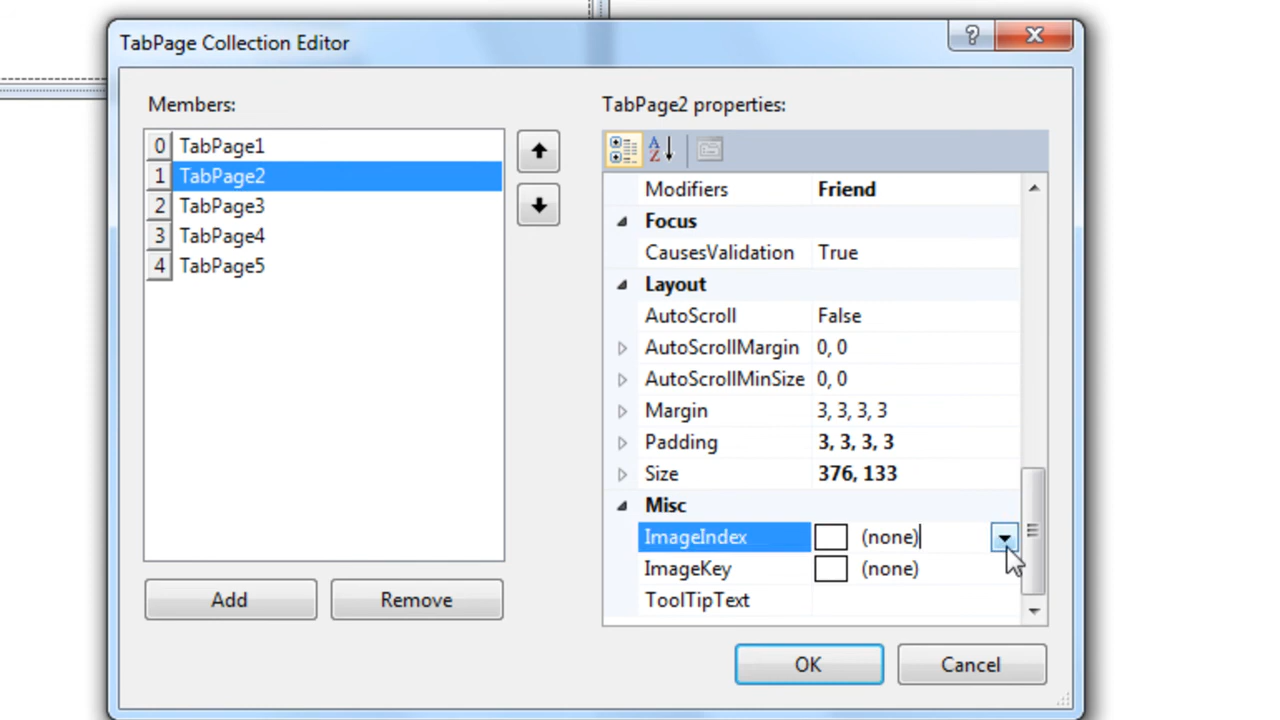 TabPage Collection Editor
?
Members:
0 TabPage1
1 TabPage2
2 TabPage3
3 TabPage4
4 TabPage5
Add
Remove
TabPage2 properties:
A
Z
Modifiers Friend
Focus
CausesValidation True
Layout
AutoScroll False
AutoScrollMargin 0, 0
AutoScrollMinSize 0, 0
Margin 3, 3, 3, 3
Padding 3, 3, 3, 3
Size 376, 133
Misc
ImageIndex (none)
ImageKey (none)
ToolTipText
OK
Cancel